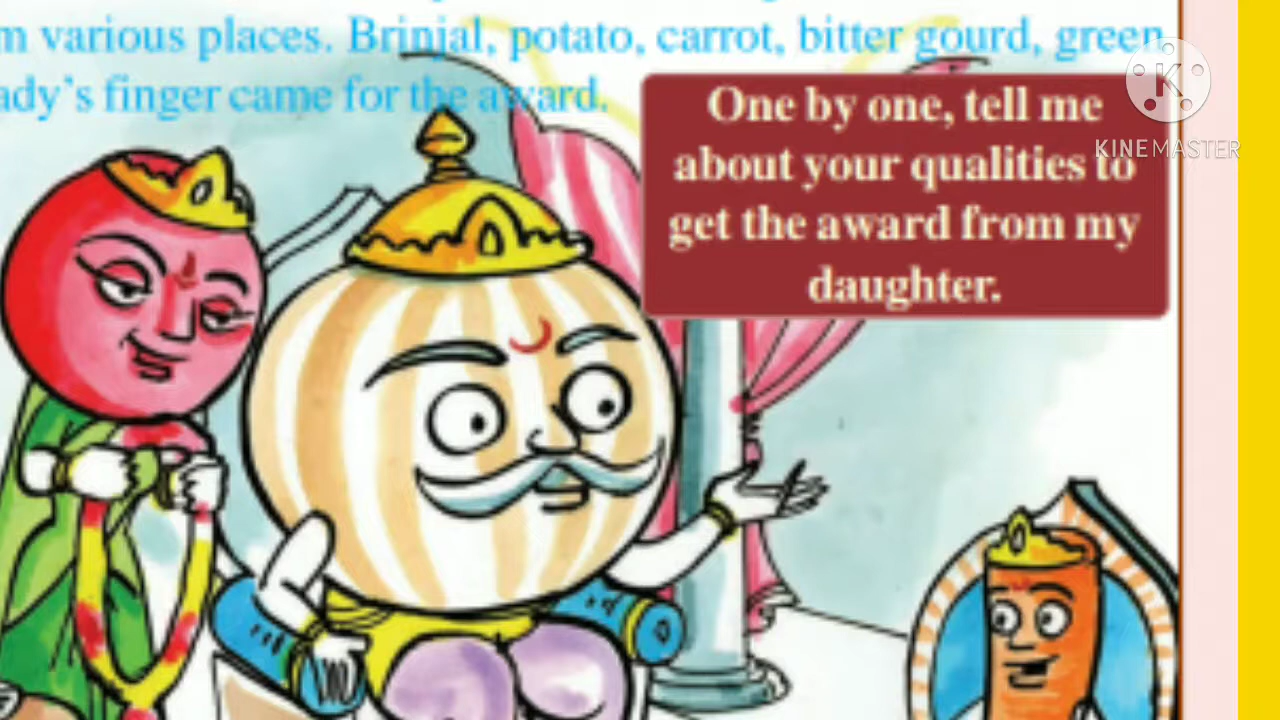 m various places. Brinjal, potato, carrot, bitter gourd, green
ady's finger came for the award.
One by one, tell me
about your qualities to
get the award from my
daughter.
K
KINEMASTER